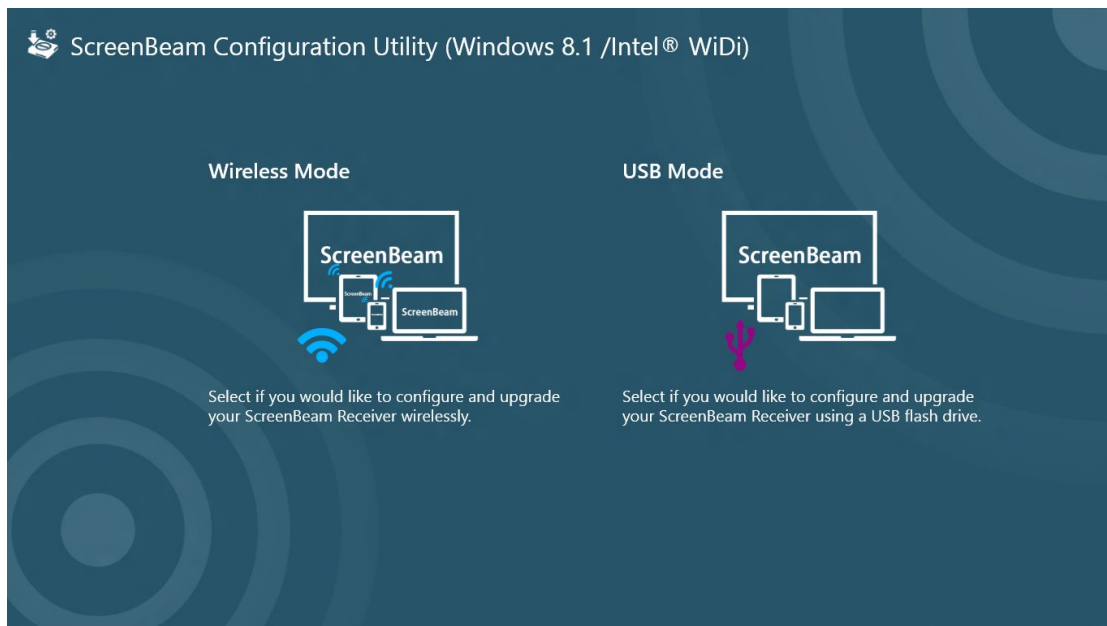 ScreenBeam Configuration Utility (Windows 8.1 /Intel® WiDi)
Wireless Mode
ScreenBeam
ScreenBeam
ScreenBeam
Select if you would like to configure and upgrade
your ScreenBeam Receiver wirelessly.
USB Mode
ScreenBeam
Select if you would like to configure and upgrade
your ScreenBeam Receiver using a USB flash drive.